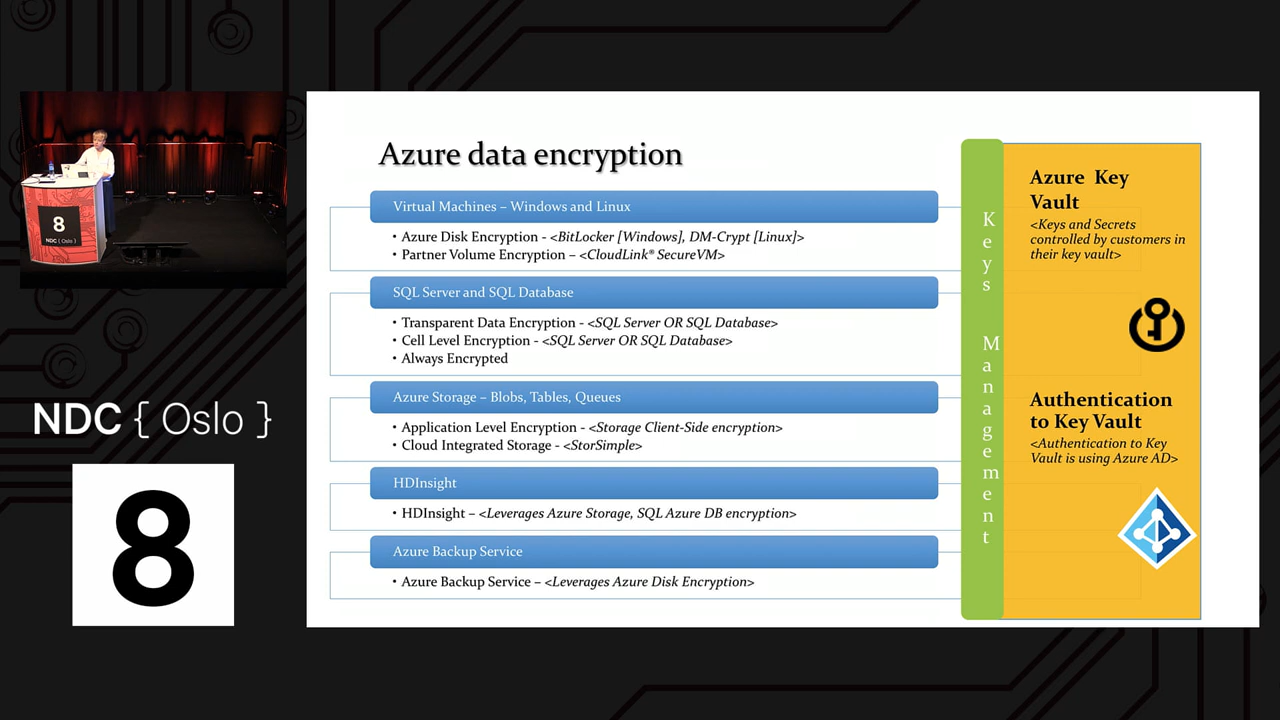 Azure data encryption
Virtual Machines – Windows and Linux
• Azure Disk Encryption - <BitLocker [Windows], DM-Crypt [Linux]>
• Partner Volume Encryption – <CloudLink® SecureVM>
SQL Server and SQL Database
• Transparent Data Encryption - <SQL Server OR SQL Database>
• Cell Level Encryption - <SQL Server OR SQL Database>
• Always Encrypted
Azure Storage – Blobs, Tables, Queues
• Application Level Encryption - <Storage Client-Side encryption>
• Cloud Integrated Storage - <StorSimple>
HDInsight
• HDInsight – <Leverages Azure Storage, SQL Azure DB encryption>
Azure Backup Service
• Azure Backup Service – <Leverages Azure Disk Encryption>
Keys Management
Azure Key
Vault
<Keys and Secrets
controlled by customers in
their key vault>
Authentication
to Key Vault
<Authentication to Key
Vault is using Azure AD>
8
NDC { Oslo }
NDC { Oslo }
8